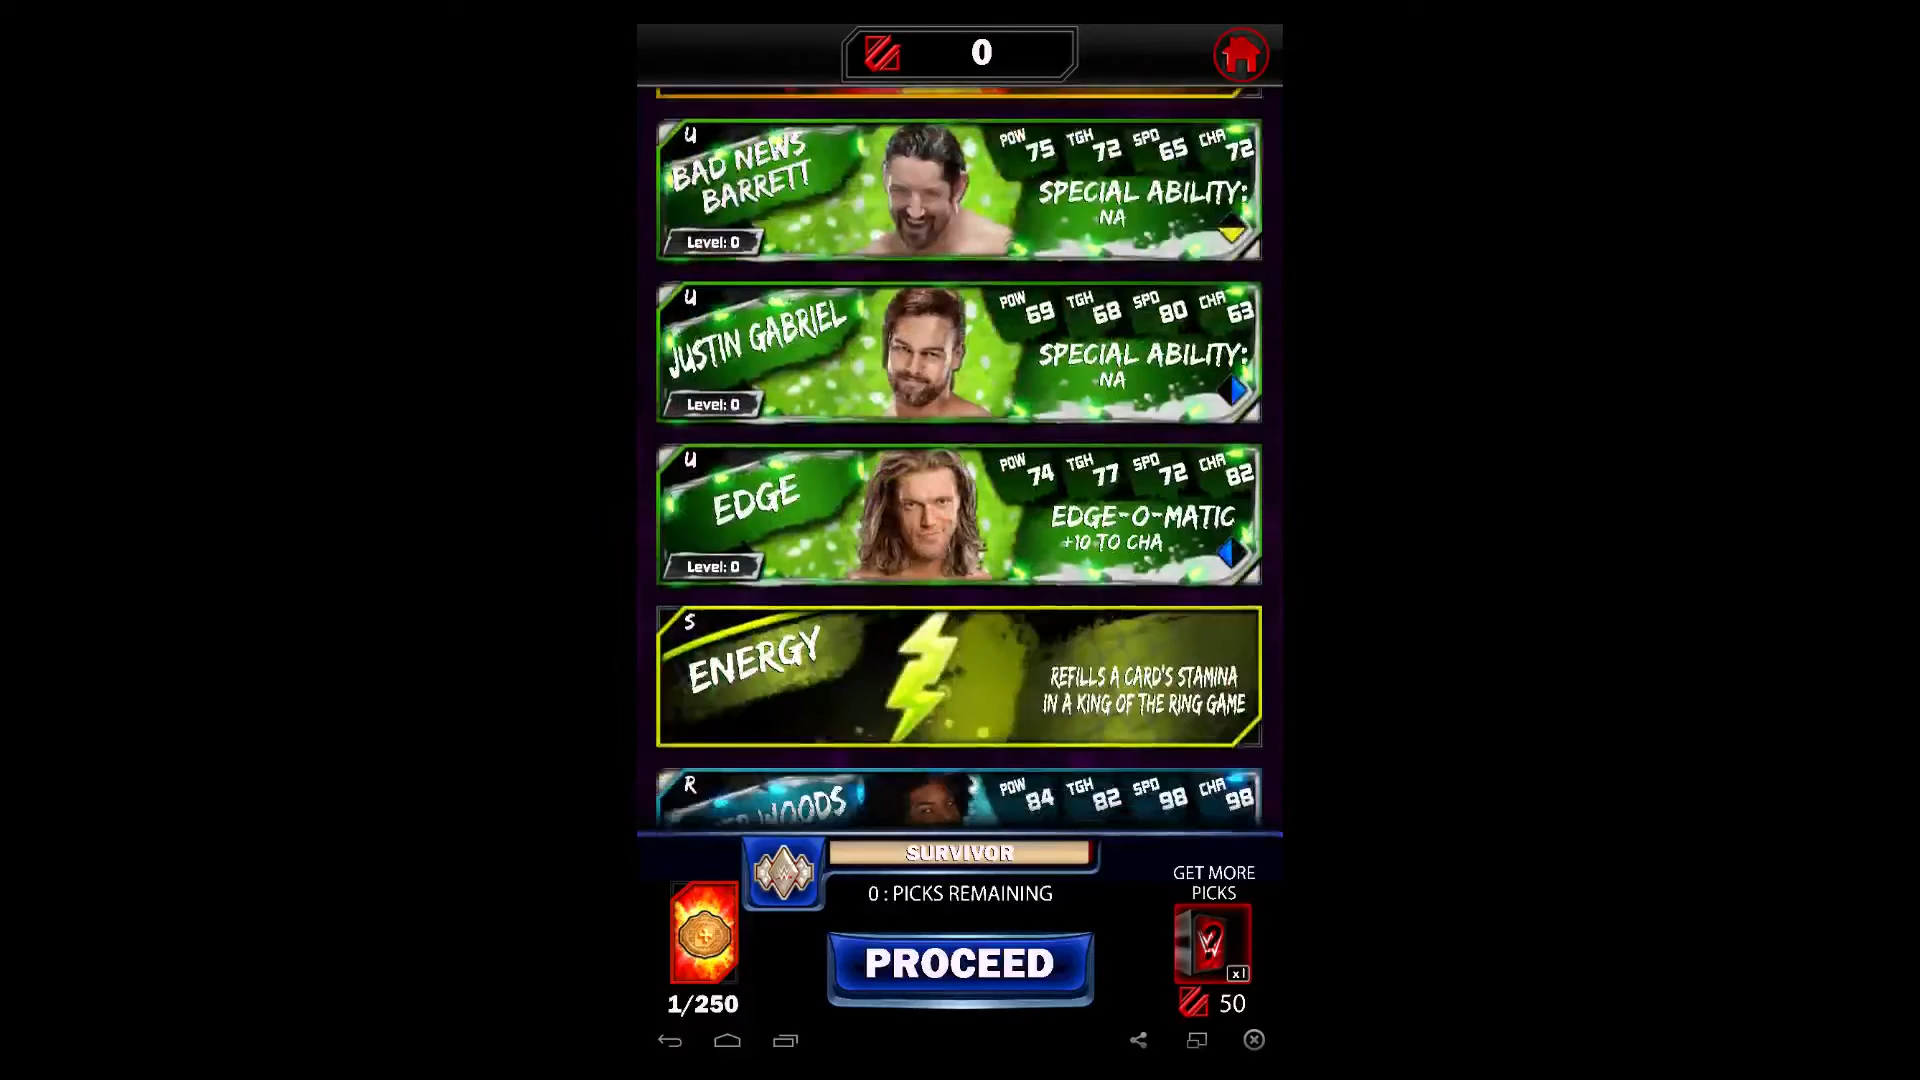 0
U
BAD NEWS
BARRETT
POW 75 TGH 72 SPD 65 CHA 72
SPECIAL ABILITY:
NA
Level: 0
U
JUSTIN GABRIEL
POW 69 TGH 68 SPD 80 CHA 63
SPECIAL ABILITY:
NA
Level: 0
U
EDGE
POW 74 TGH 77 SPD 72 CHA 82
EDGE-O-MATIC
+10 TO CHA
Level: 0
S
ENERGY
REFILLS A CARD'S STAMINA
IN A KING OF THE RING GAME
R
WOODS
POW 84 TGH 82 SPD 98 CHA 98
SURVIVOR
0 : PICKS REMAINING
GET MORE
PICKS
x1
PROCEED
1/250
50